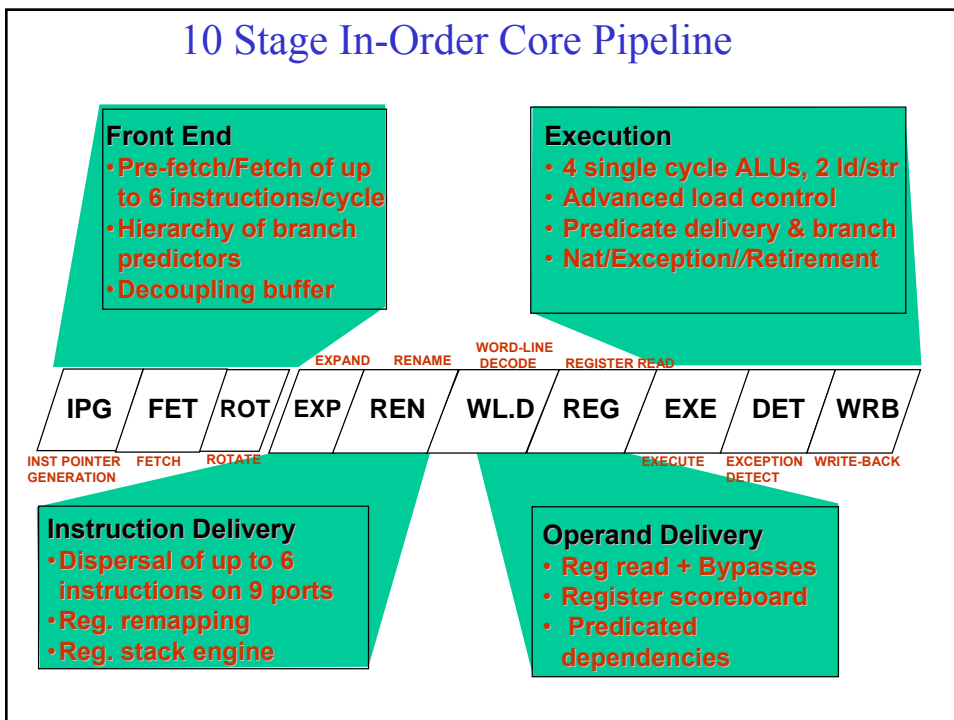 10 Stage In-Order Core Pipeline
Front End
•Pre-fetch/Fetch of up
to 6 instructions/cycle
•Hierarchy of branch
predictors
•Decoupling buffer
Execution
• 4 single cycle ALUs, 2 ld/str
• Advanced load control
• Predicate delivery & branch
• Nat/Exception//Retirement
EXPAND RENAME WORD-LINE
DECODE REGISTER READ
IPG FET ROT EXP REN WL.D REG EXE DET WRB
INST POINTER
GENERATION FETCH ROTATE EXECUTE EXCEPTION
DETECT WRITE-BACK
Instruction Delivery
•Dispersal of up to 6
instructions on 9 ports
•Reg. remapping
•Reg. stack engine
Operand Delivery
• Reg read + Bypasses
• Register scoreboard
• Predicated
dependencies